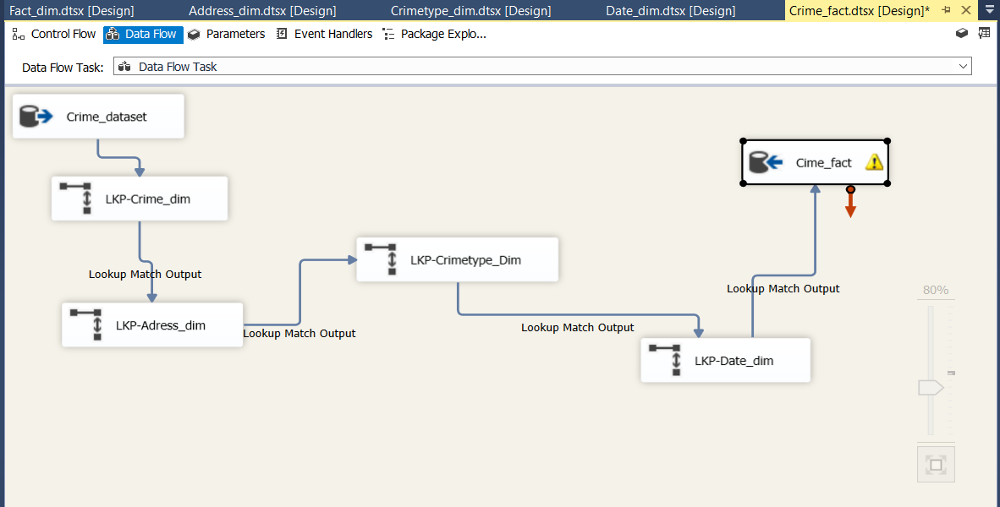 Fact_dim.dtsx [Design] Address_dim.dtsx [Design] Crimetype_dim.dtsx [Design] Date_dim.dtsx [Design] Crime_fact.dtsx [Design]*
Control Flow Data Flow Parameters Event Handlers Package Explo...
Data Flow Task: Data Flow Task
Crime_dataset
Cime_fact
LKP-Crime_dim
LKP-Crimetype_Dim
Lookup Match Output
Lookup Match Output
80%
LKP-Adress_dim
Lookup Match Output
Lookup Match Output
LKP-Date_dim